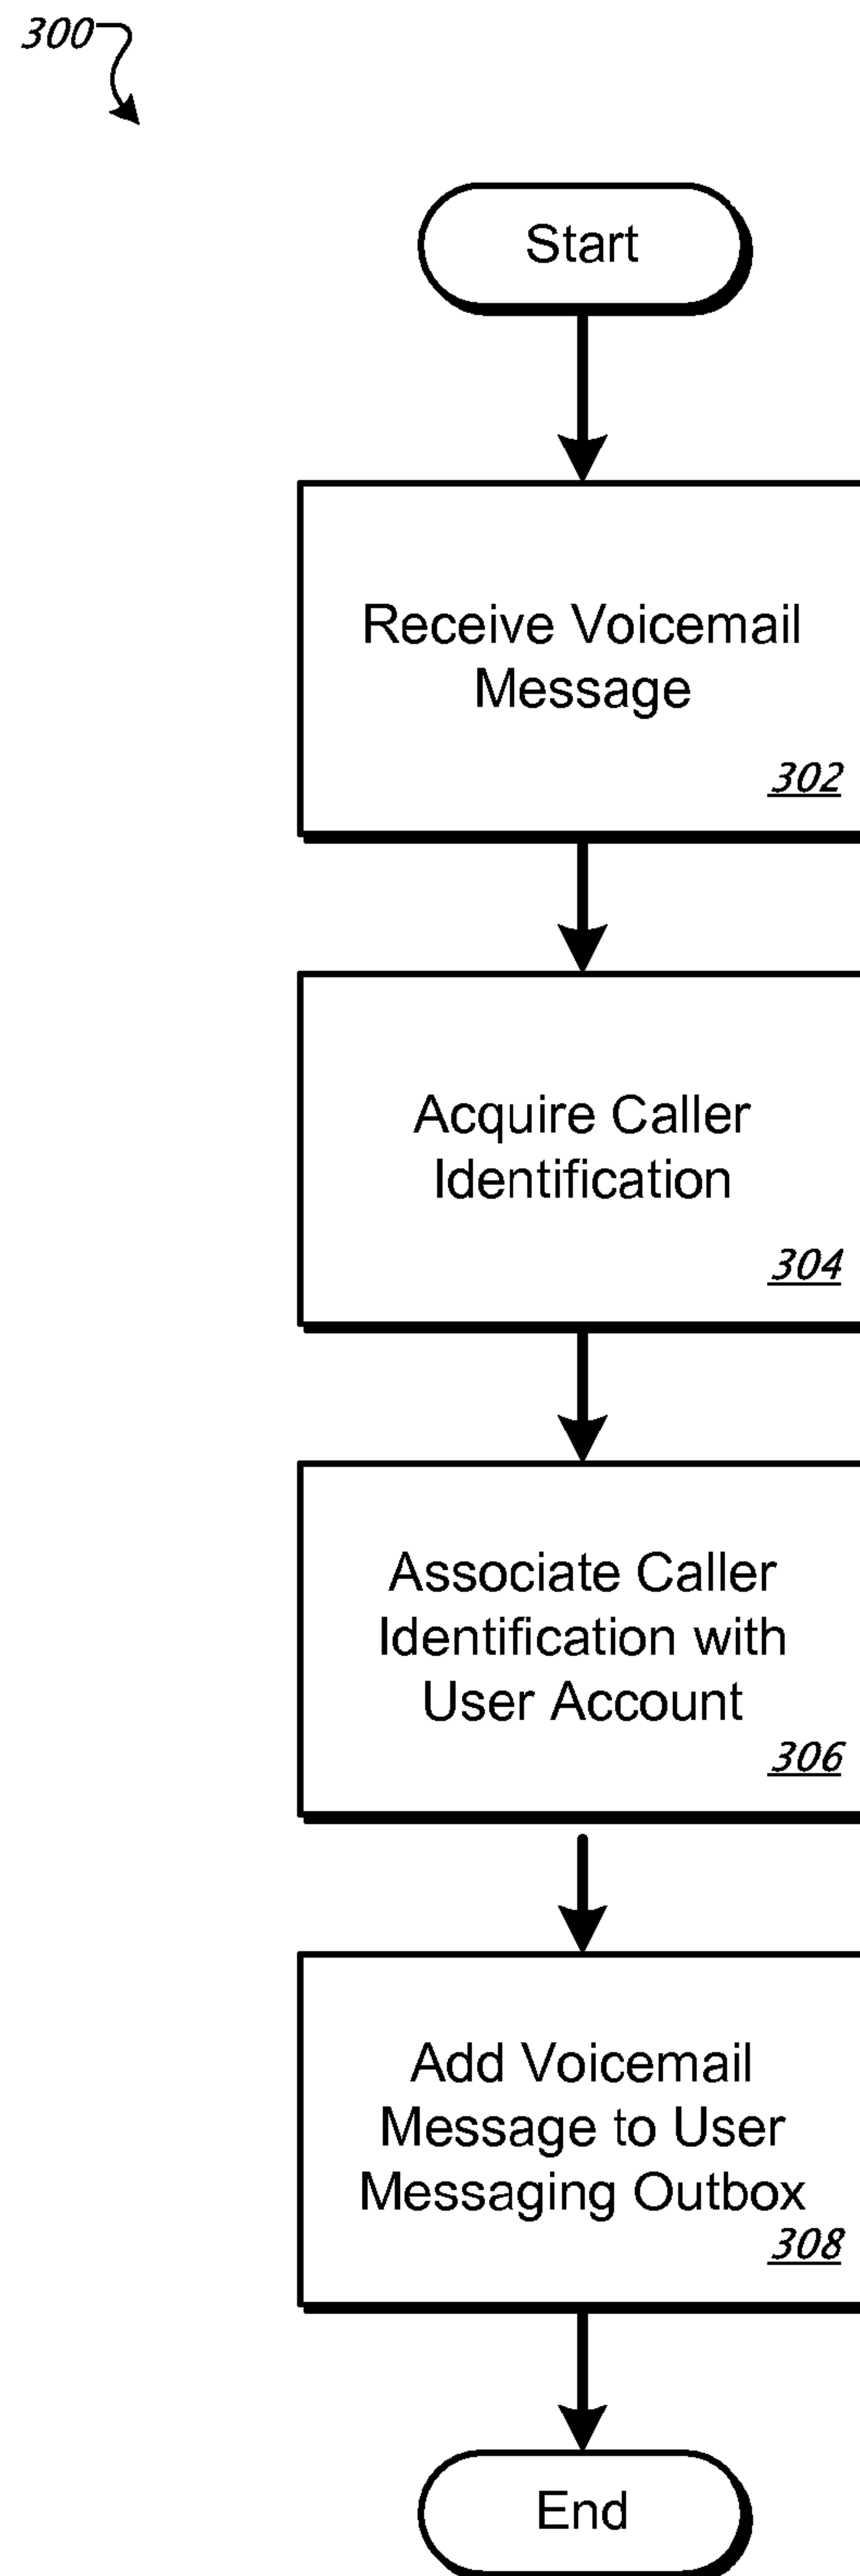 300
Start
Receive Voicemail
Message
302
Acquire Caller
Identification
304
Associate Caller
Identification with
User Account
306
Add Voicemail
Message to User
Messaging Outbox
308
End